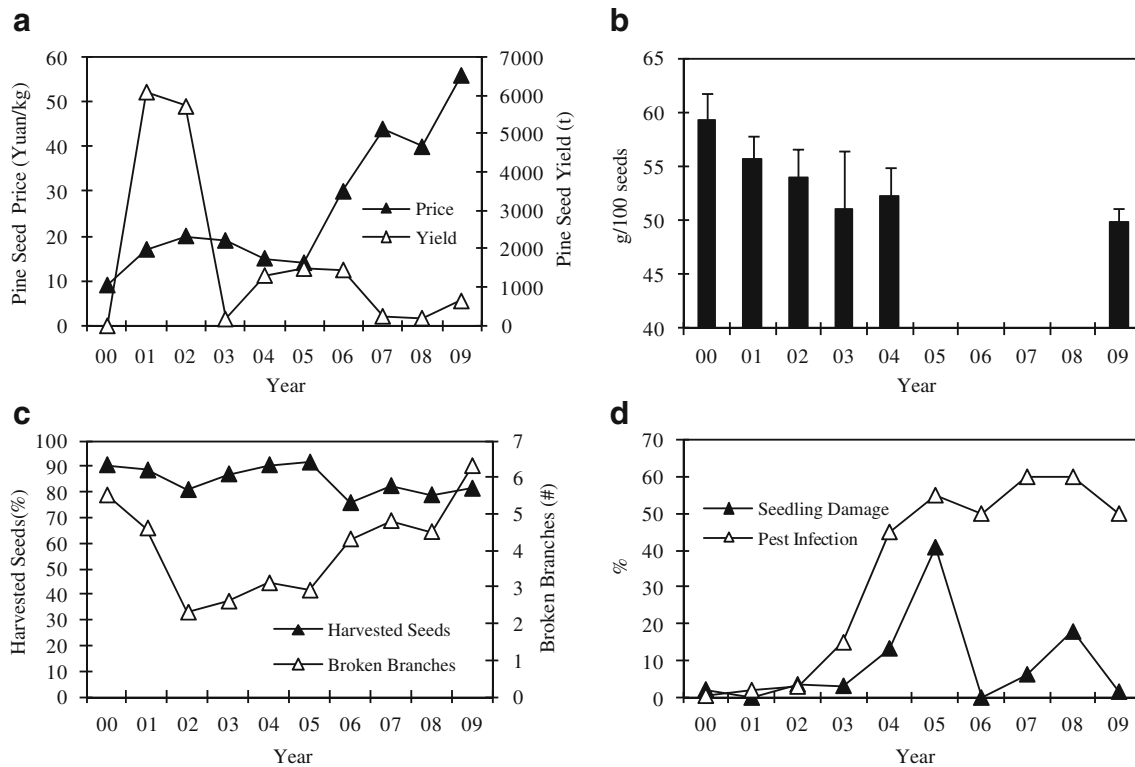 a
60
50
40
30
20
10
0
Pine Seed Price (Yuan/kg)
7000
6000
5000
4000
3000
2000
1000
0
Pine Seed Yield (t)
Price
Yield
00 01 02 03 04 05 06 07 08 09
Year
b
65
60
55
50
45
40
g/100 seeds
00 01 02 03 04 05 06 07 08 09
Year
c
100
90
80
70
60
50
40
30
20
10
0
Harvested Seeds(%)
7
6
5
4
3
2
1
0
Broken Branches (#)
Harvested Seeds
Broken Branches
00 01 02 03 04 05 06 07 08 09
Year
d
70
60
50
40
30
20
10
0
%
Seedling Damage
Pest Infection
00 01 02 03 04 05 06 07 08 09
Year